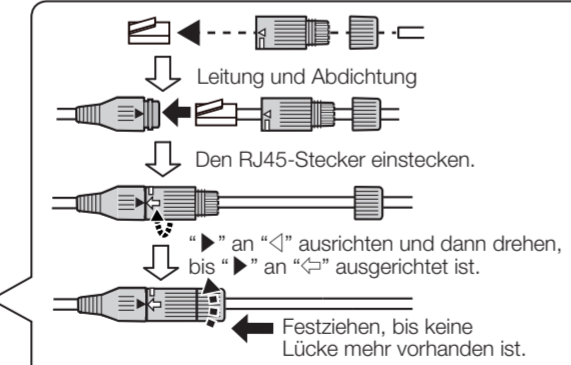 Leitung und Abdichtung
Den RJ45-Stecker einstecken.
“▶” an “◁” ausrichten und dann drehen,
bis “▶” an “⇦” ausgerichtet ist.
Festziehen, bis keine
Lücke mehr vorhanden ist.